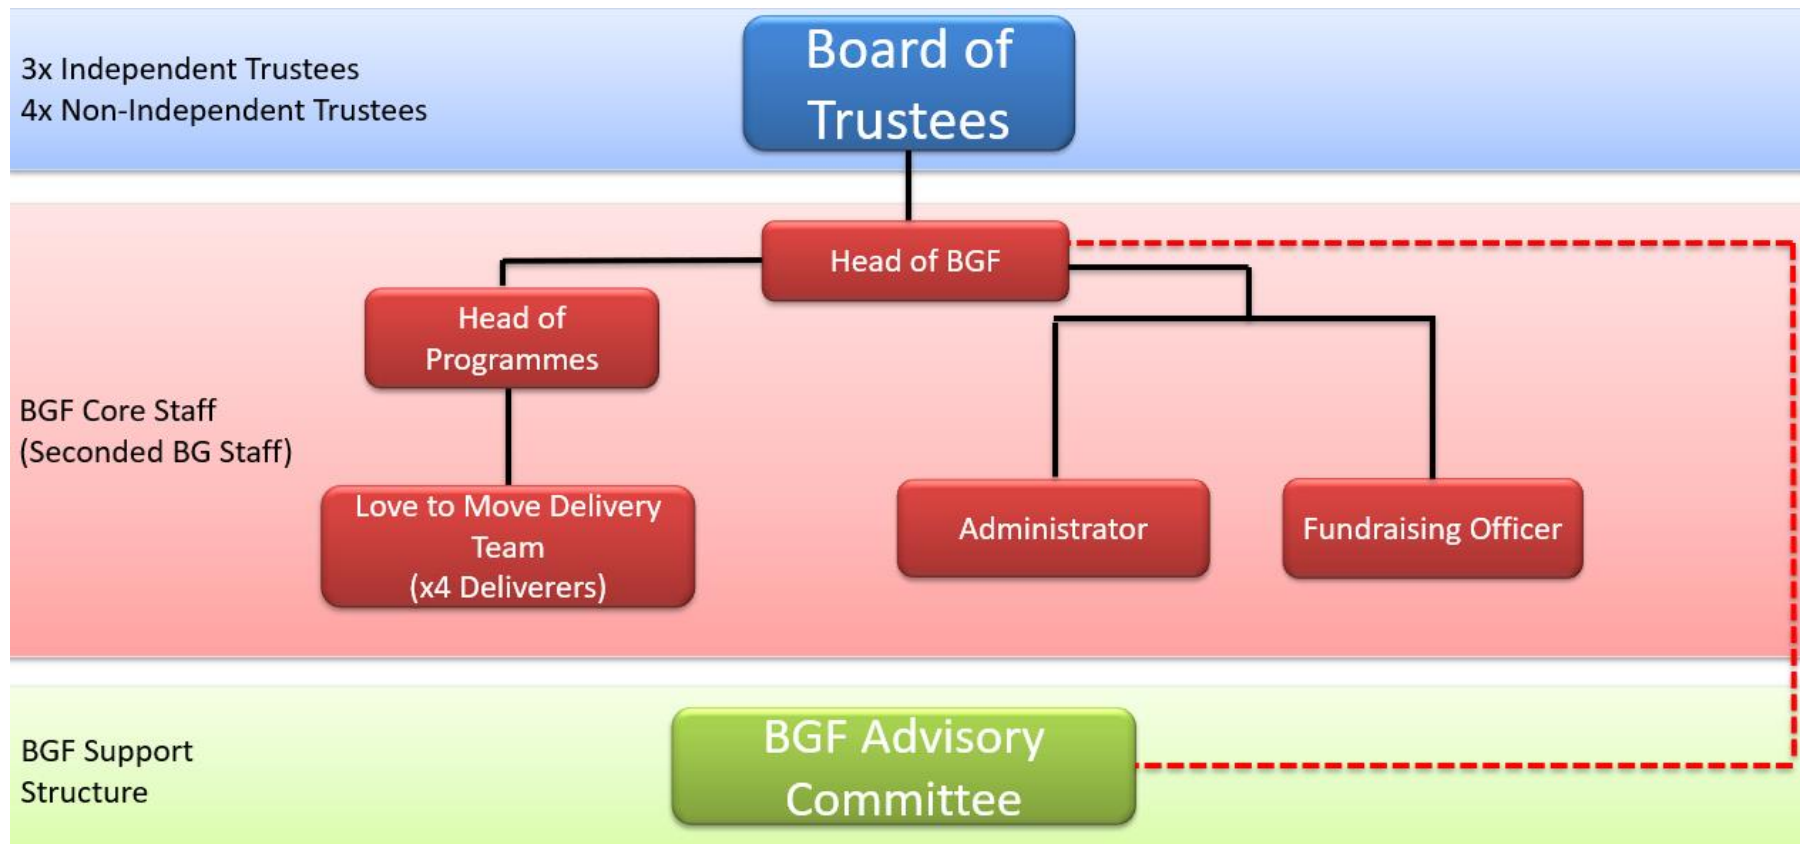 3x Independent Trustees
4x Non-Independent Trustees
Board of
Trustees
Head of BGF
Head of
Programmes
BGF Core Staff
(Seconded BG Staff)
Love to Move Delivery
Team
(x4 Deliverers)
Administrator
Fundraising Officer
BGF Support
Structure
BGF Advisory
Committee